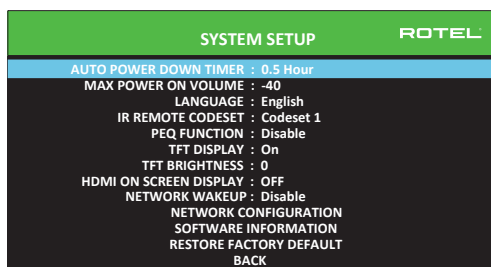 SYSTEM SETUP
ROTEL
AUTO POWER DOWN TIMER : 0.5 Hour
MAX POWER ON VOLUME : -40
LANGUAGE : English
IR REMOTE CODESET : Codeset 1
PEQ FUNCTION : Disable
TFT DISPLAY : On
TFT BRIGHTNESS : 0
HDMI ON SCREEN DISPLAY : OFF
NETWORK WAKEUP : Disable
NETWORK CONFIGURATION
SOFTWARE INFORMATION
RESTORE FACTORY DEFAULT
BACK